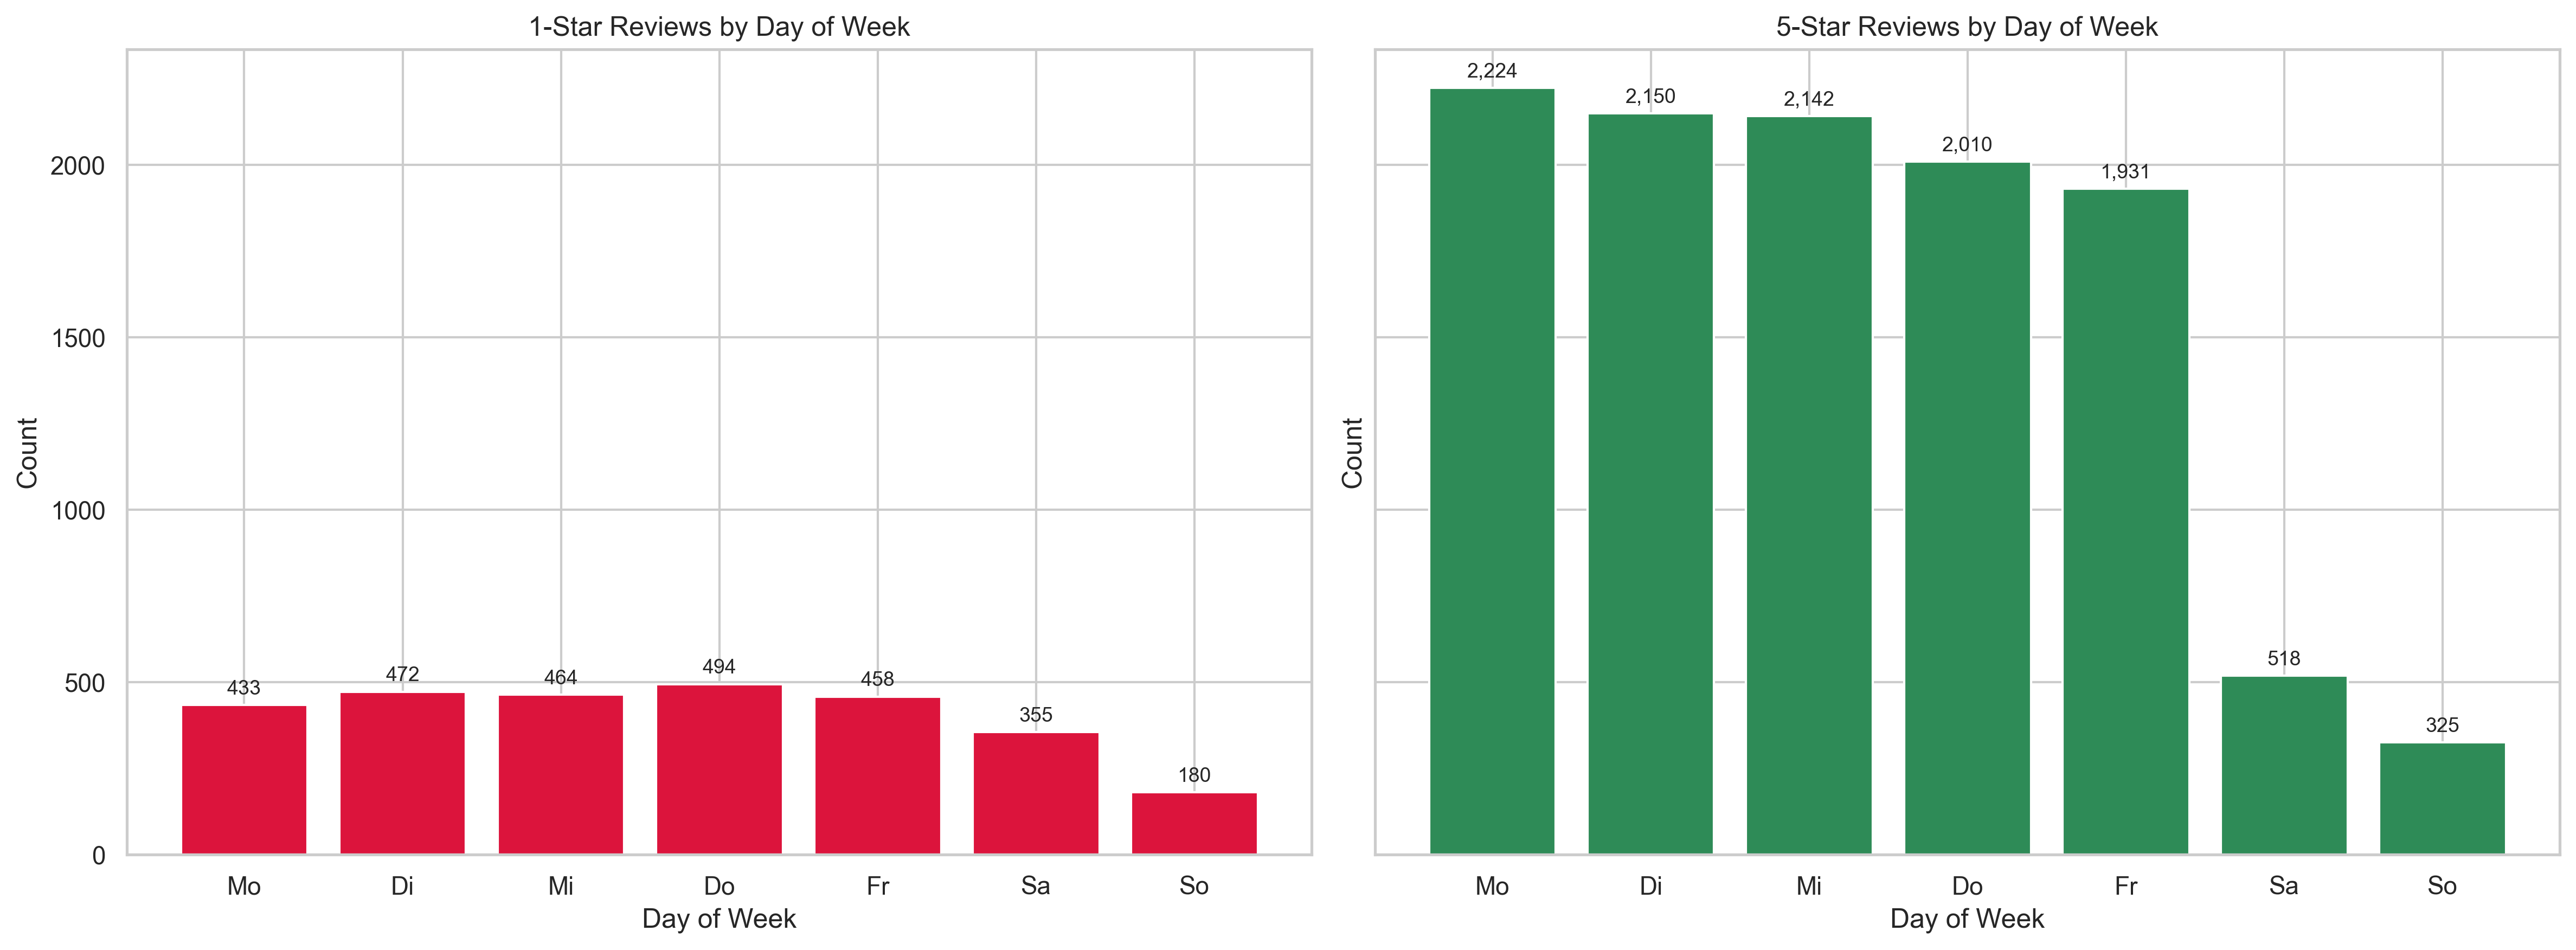 1-Star Reviews by Day of Week
Count
2000
1500
1000
500
0
433
472
464
494
458
355
180
Mo Di Mi Do Fr Sa So
Day of Week
5-Star Reviews by Day of Week
Count
2,224
2,150
2,142
2,010
1,931
518
325
Mo Di Mi Do Fr Sa So
Day of Week